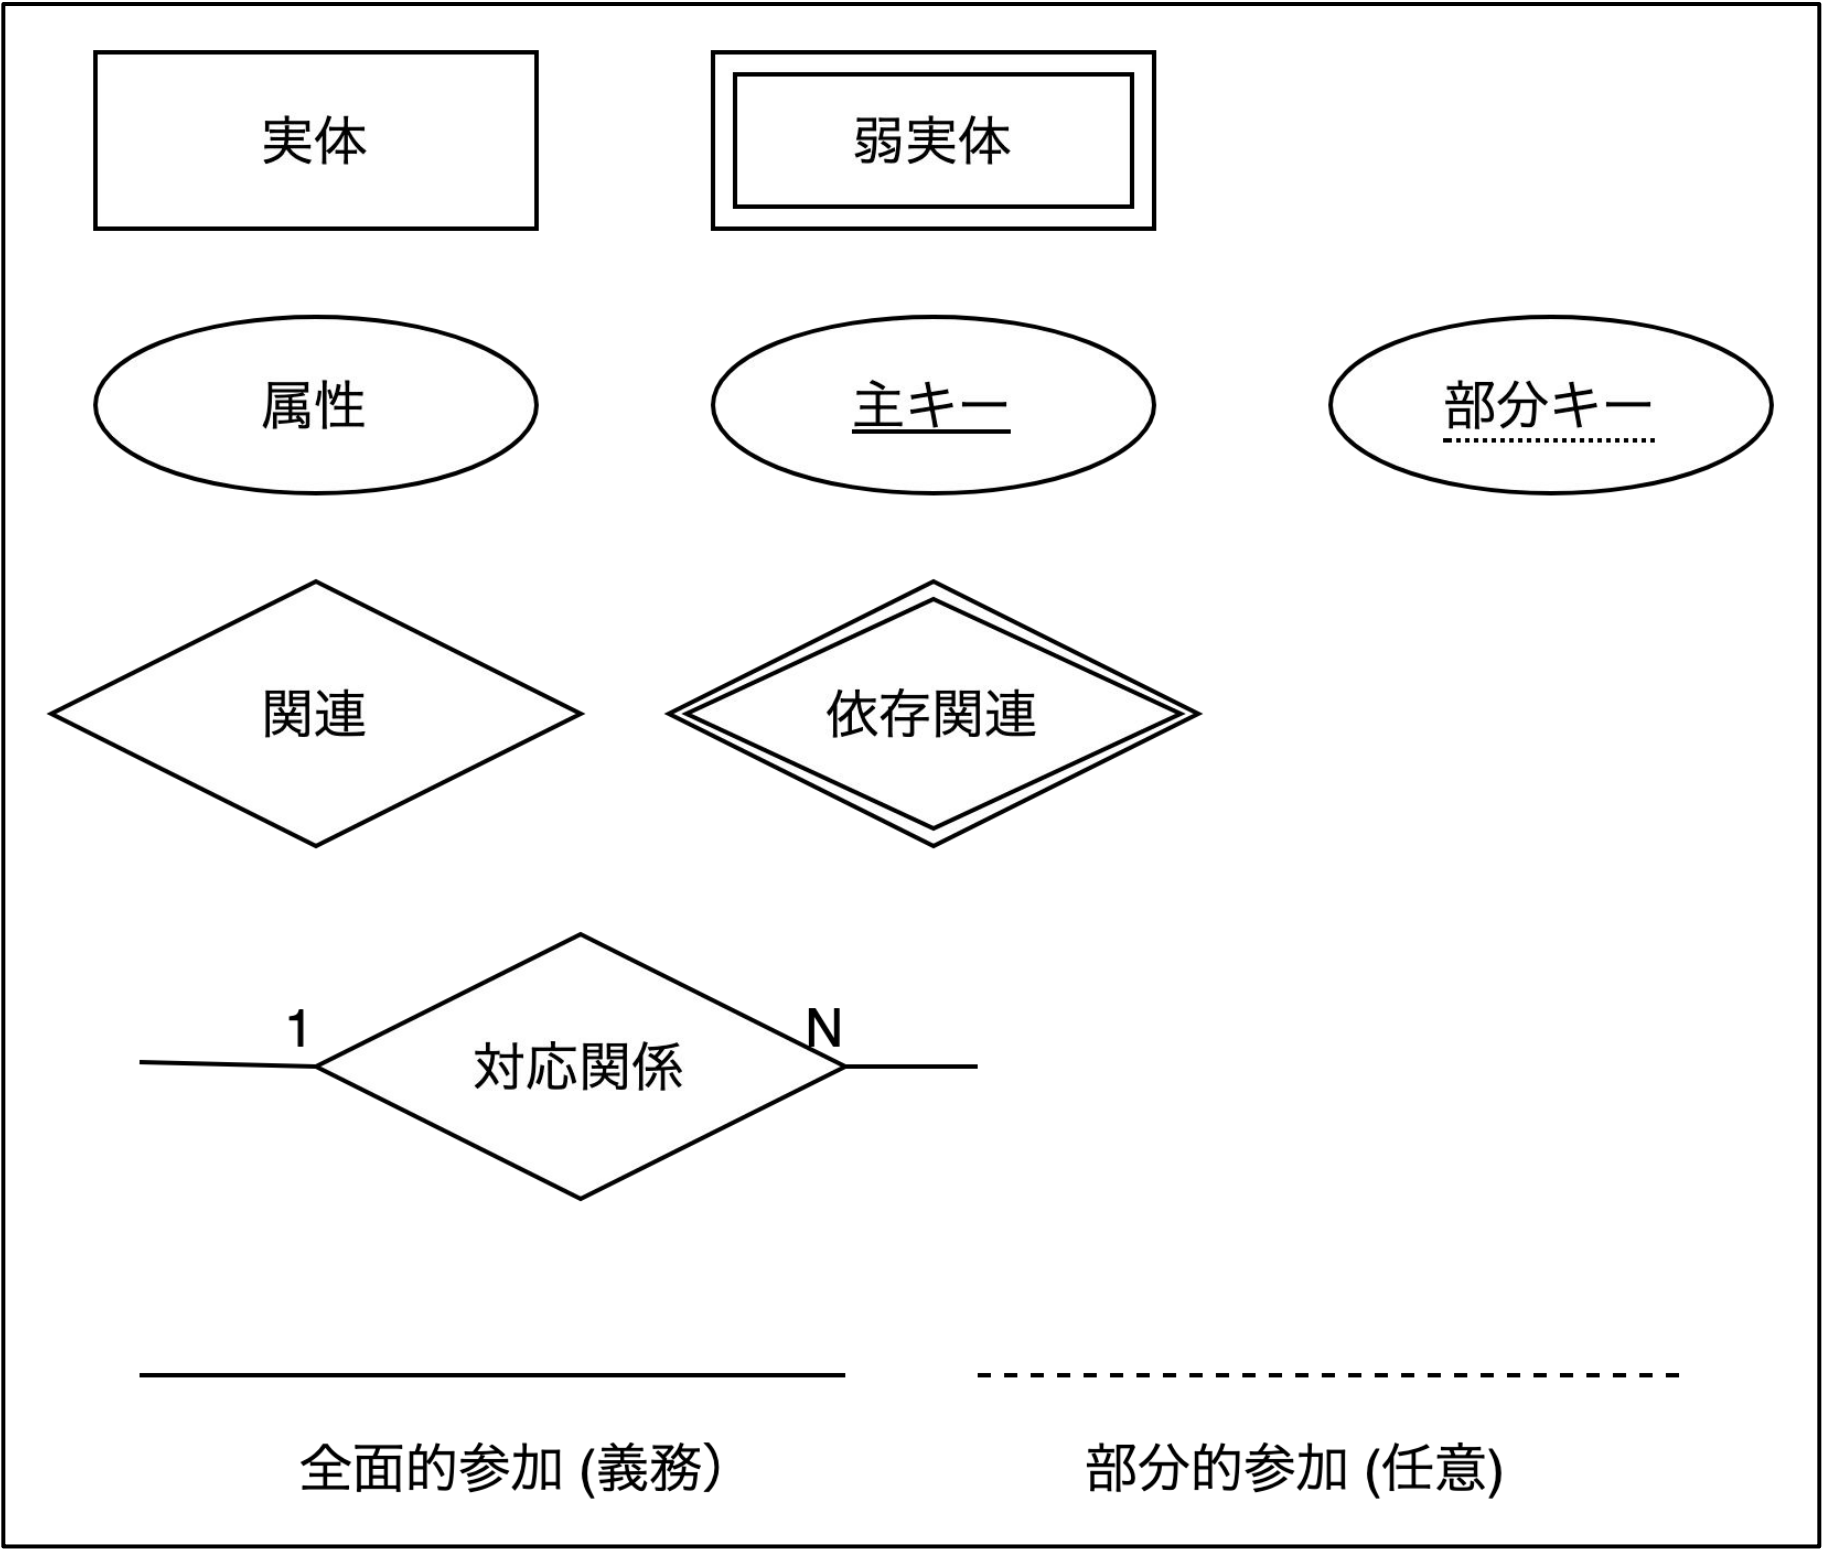 実体
弱実体
属性
主キー
部分キー
関連
依存関連
1
N
対応関係
全面的参加 (義務）
部分的参加 (任意)